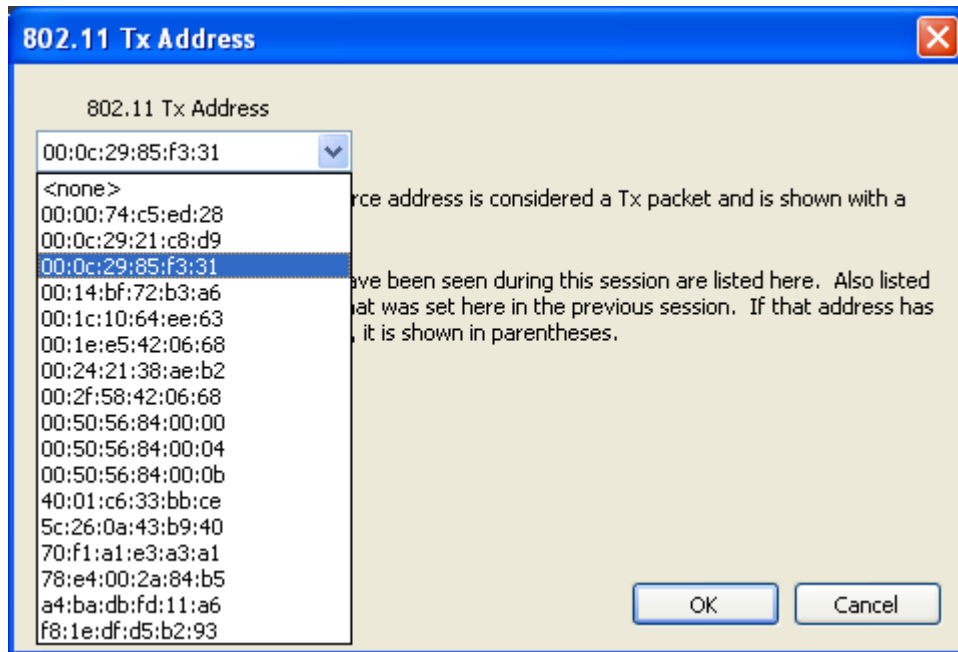 802.11 Tx Address
802.11 Tx Address
00:0c:29:85:f3:31
<none>
00:00:74:c5:ed:28
00:0c:29:21:c8:d9
00:0c:29:85:f3:31
00:14:bf:72:b3:a6
00:1c:10:64:ee:63
00:1e:e5:42:06:68
00:24:21:38:ae:b2
00:2f:58:42:06:68
00:50:56:84:00:00
00:50:56:84:00:04
00:50:56:84:00:0b
40:01:c6:33:bb:ce
5c:26:0a:43:b9:40
70:f1:a1:e3:a3:a1
78:e4:00:2a:84:b5
a4:ba:db:fd:11:a6
f8:1e:df:d5:b2:93
address is considered a Tx packet and is shown with a
been seen during this session are listed here. Also listed
was set here in the previous session. If that address has
, it is shown in parentheses.
OK
Cancel